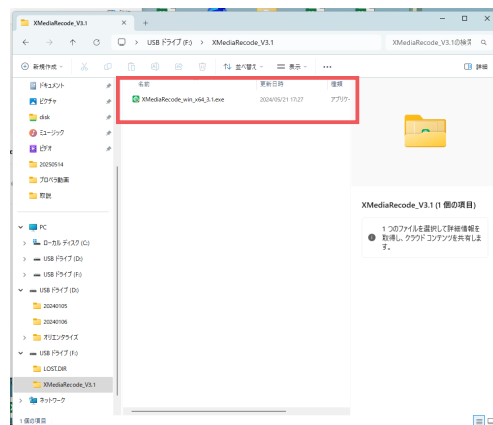 XMediaRecode_V3.1
USB ドライブ (F:) > XMediaRecode_V3.1
XMediaRecode_V3.1の検索
新規作成
並べ替え
表示
詳細
名前
更新日時
種類
XMediaRecode_win_x64_3.1.exe
2024/05/21 17:27
アプリケー
ドキュメント
ピクチャ
disk
ミュージック
ビデオ
20250514
プロペラ動画
取説
PC
ローカル ディスク (C:)
USB ドライブ (D:)
USB ドライブ (F:)
USB ドライブ (D:)
20240105
20240106
オリエンタライズ
USB ドライブ (F:)
LOST.DIR
XMediaRecode_V3.1
ネットワーク
1 個の項目
XMediaRecode_V3.1 (1 個の項目)
1 つのファイルを選択して詳細情報を
取得し、クラウド コンテンツを共有しま
す。